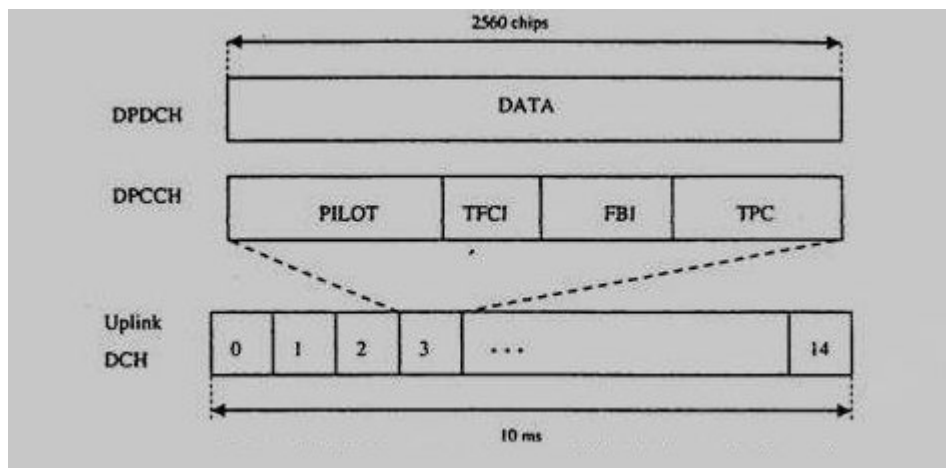 2560 chips
DPDCH DATA
DPCCH PILOT TFCI FBI TPC
Uplink
DCH 0 1 2 3 ... 14
10 ms